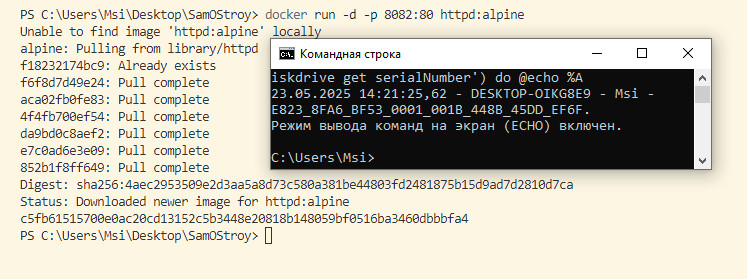 PS C:\Users\Msi\Desktop\SamOStroy> docker run -d -p 8082:80 httpd:alpine
Unable to find image 'httpd:alpine' locally
alpine: Pulling from library/httpd
f18232174bc9: Already exists
f6f8d7d49e24: Pull complete
aca02fb0fe83: Pull complete
4f4fb700ef54: Pull complete
da9bd0c8aef2: Pull complete
e7c0ad6e3e09: Pull complete
852b1f8ff649: Pull complete
Digest: sha256:4aec2953509e2d3aa5a8d73c580a381be44803fd2481875b15d9ad7d2810d7ca
Status: Downloaded newer image for httpd:alpine
c5fb61515700e0ac20cd13152c5b3448e20818b148059bf0516ba3460dbbbfa4
PS C:\Users\Msi\Desktop\SamOStroy>
Командная строка
iskdrive get serialNumber') do @echo %A
23.05.2025 14:21:25,62 - DESKTOP-OIKG8E9 - Msi -
E823_8FA6_BF53_0001_001B_448B_45DD_EF6F.
Режим вывода команд на экран (ECHO) включен.
C:\Users\Msi>